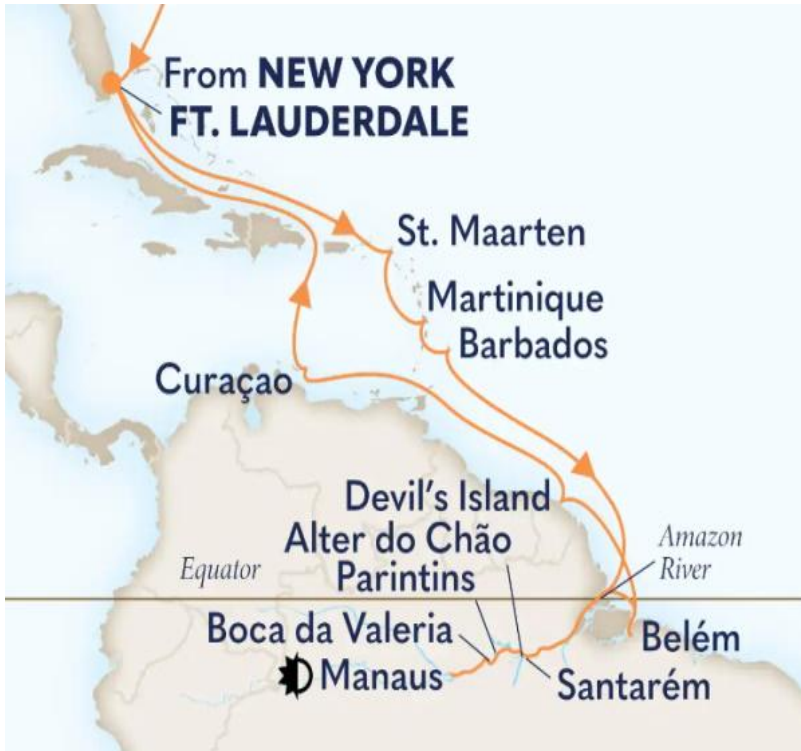 From NEW YORK
FT. LAUDERDALE
St. Maarten
Martinique
Barbados
Curaçao
Devil's Island
Alter do Chão
Amazon
River
Equator
Parintins
Boca da Valeria
Belém
Manaus
Santarém